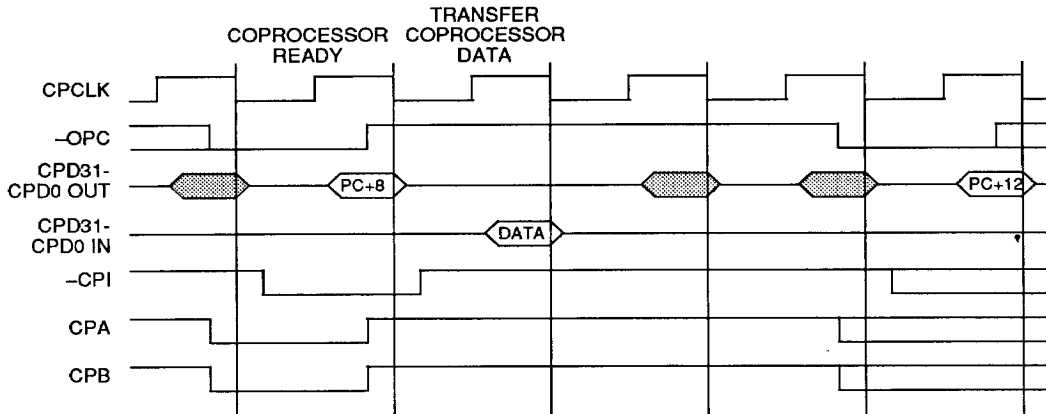 TRANSFER
COPROCESSOR COPROCESSOR
READY DATA
CPCLK
–OPC
CPD31-
CPD0 OUT
PC+8
PC+12
CPD31-
CPD0 IN
DATA
–CPI
CPA
CPB